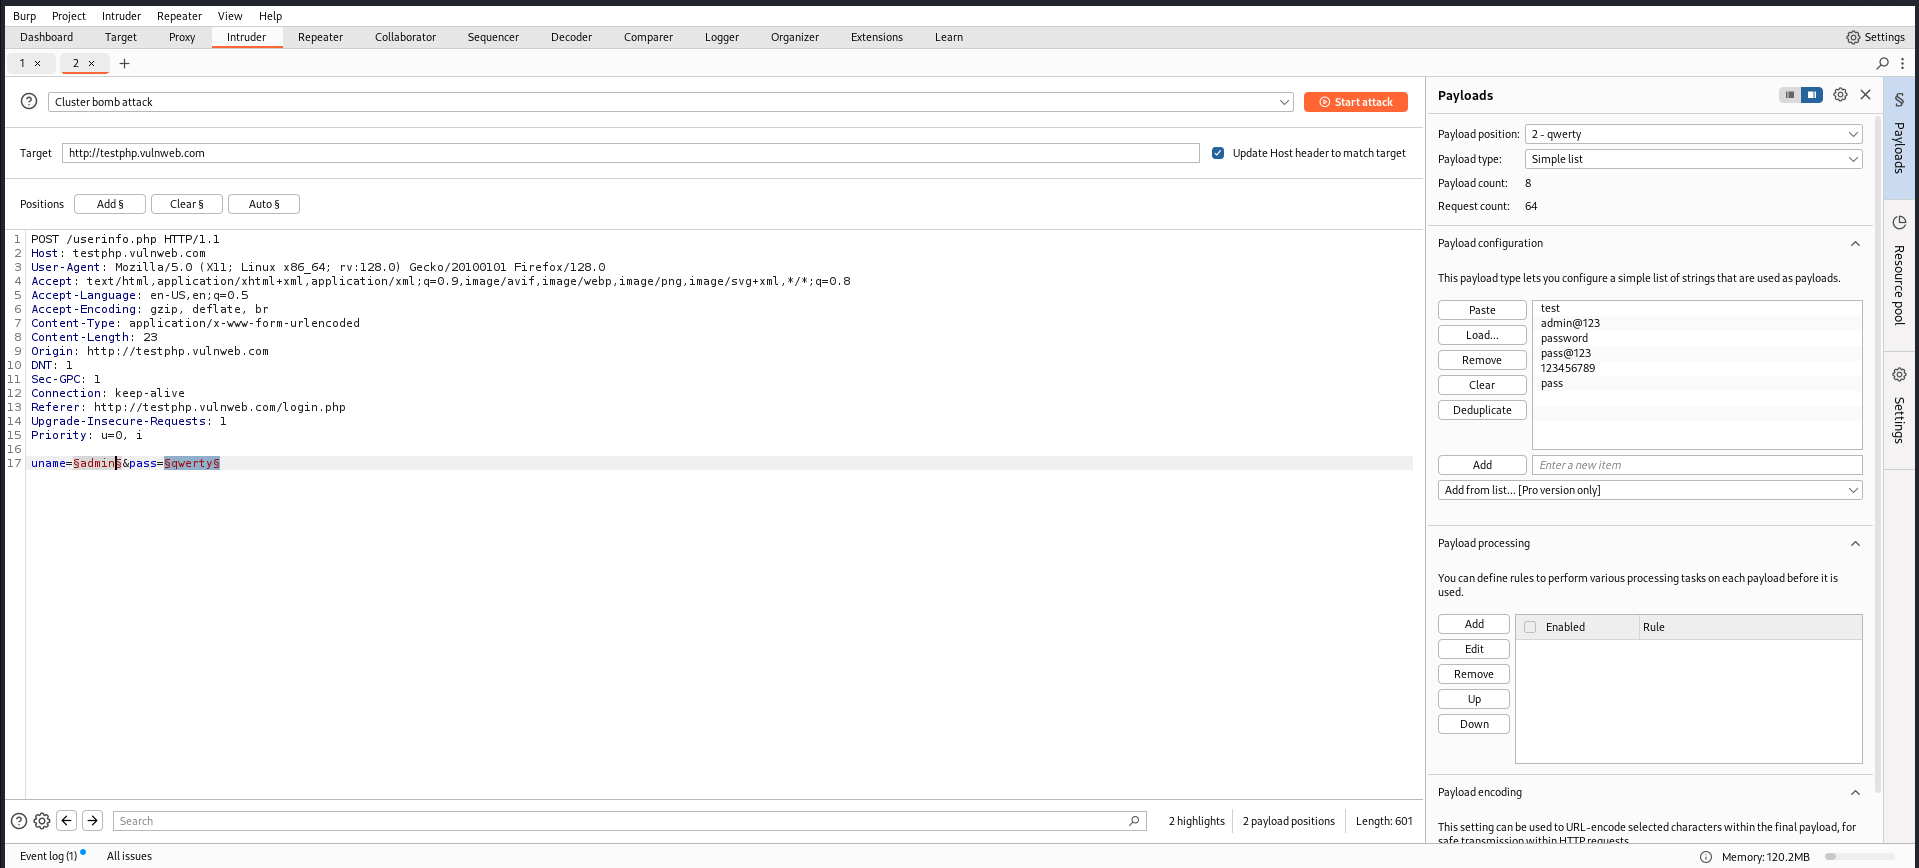 Burp Project Intruder Repeater View Help
Dashboard Target Proxy Intruder Repeater Collaborator Sequencer Decoder Comparer Logger Organizer Extensions Learn Settings
1 × 2 × +
Cluster bomb attack Start attack
Target http://testphp.vulnweb.com Update Host header to match target
Positions Add § Clear § Auto §
1 POST /userinfo.php HTTP/1.1
2 Host: testphp.vulnweb.com
3 User-Agent: Mozilla/5.0 (X11; Linux x86_64; rv:128.0) Gecko/20100101 Firefox/128.0
4 Accept: text/html,application/xhtml+xml,application/xml;q=0.9,image/avif,image/webp,image/png,image/svg+xml,*/*;q=0.8
5 Accept-Language: en-US,en;q=0.5
6 Accept-Encoding: gzip, deflate, br
7 Content-Type: application/x-www-form-urlencoded
8 Content-Length: 23
9 Origin: http://testphp.vulnweb.com
10 DNT: 1
11 Sec-GPC: 1
12 Connection: keep-alive
13 Referer: http://testphp.vulnweb.com/login.php
14 Upgrade-Insecure-Requests: 1
15 Priority: u=0, i
16
17 uname=§admin§&pass=§qwerty§
Search 2 highlights 2 payload positions Length: 601
Payloads
Payload position: 2 - qwerty
Payload type: Simple list
Payload count: 8
Request count: 64
Payload configuration
This payload type lets you configure a simple list of strings that are used as payloads.
Paste
Load...
Remove
Clear
Deduplicate
test
admin@123
password
pass@123
123456789
pass
Add Enter a new item
Add from list... [Pro version only]
Payload processing
You can define rules to perform various processing tasks on each payload before it is
used.
Add
Edit
Remove
Up
Down
Enabled Rule
Payload encoding
This setting can be used to URL-encode selected characters within the final payload, for
safe transmission within HTTP requests.
§ Payloads
Resource pool
Settings
Event log (1) All issues Memory: 120.2MB